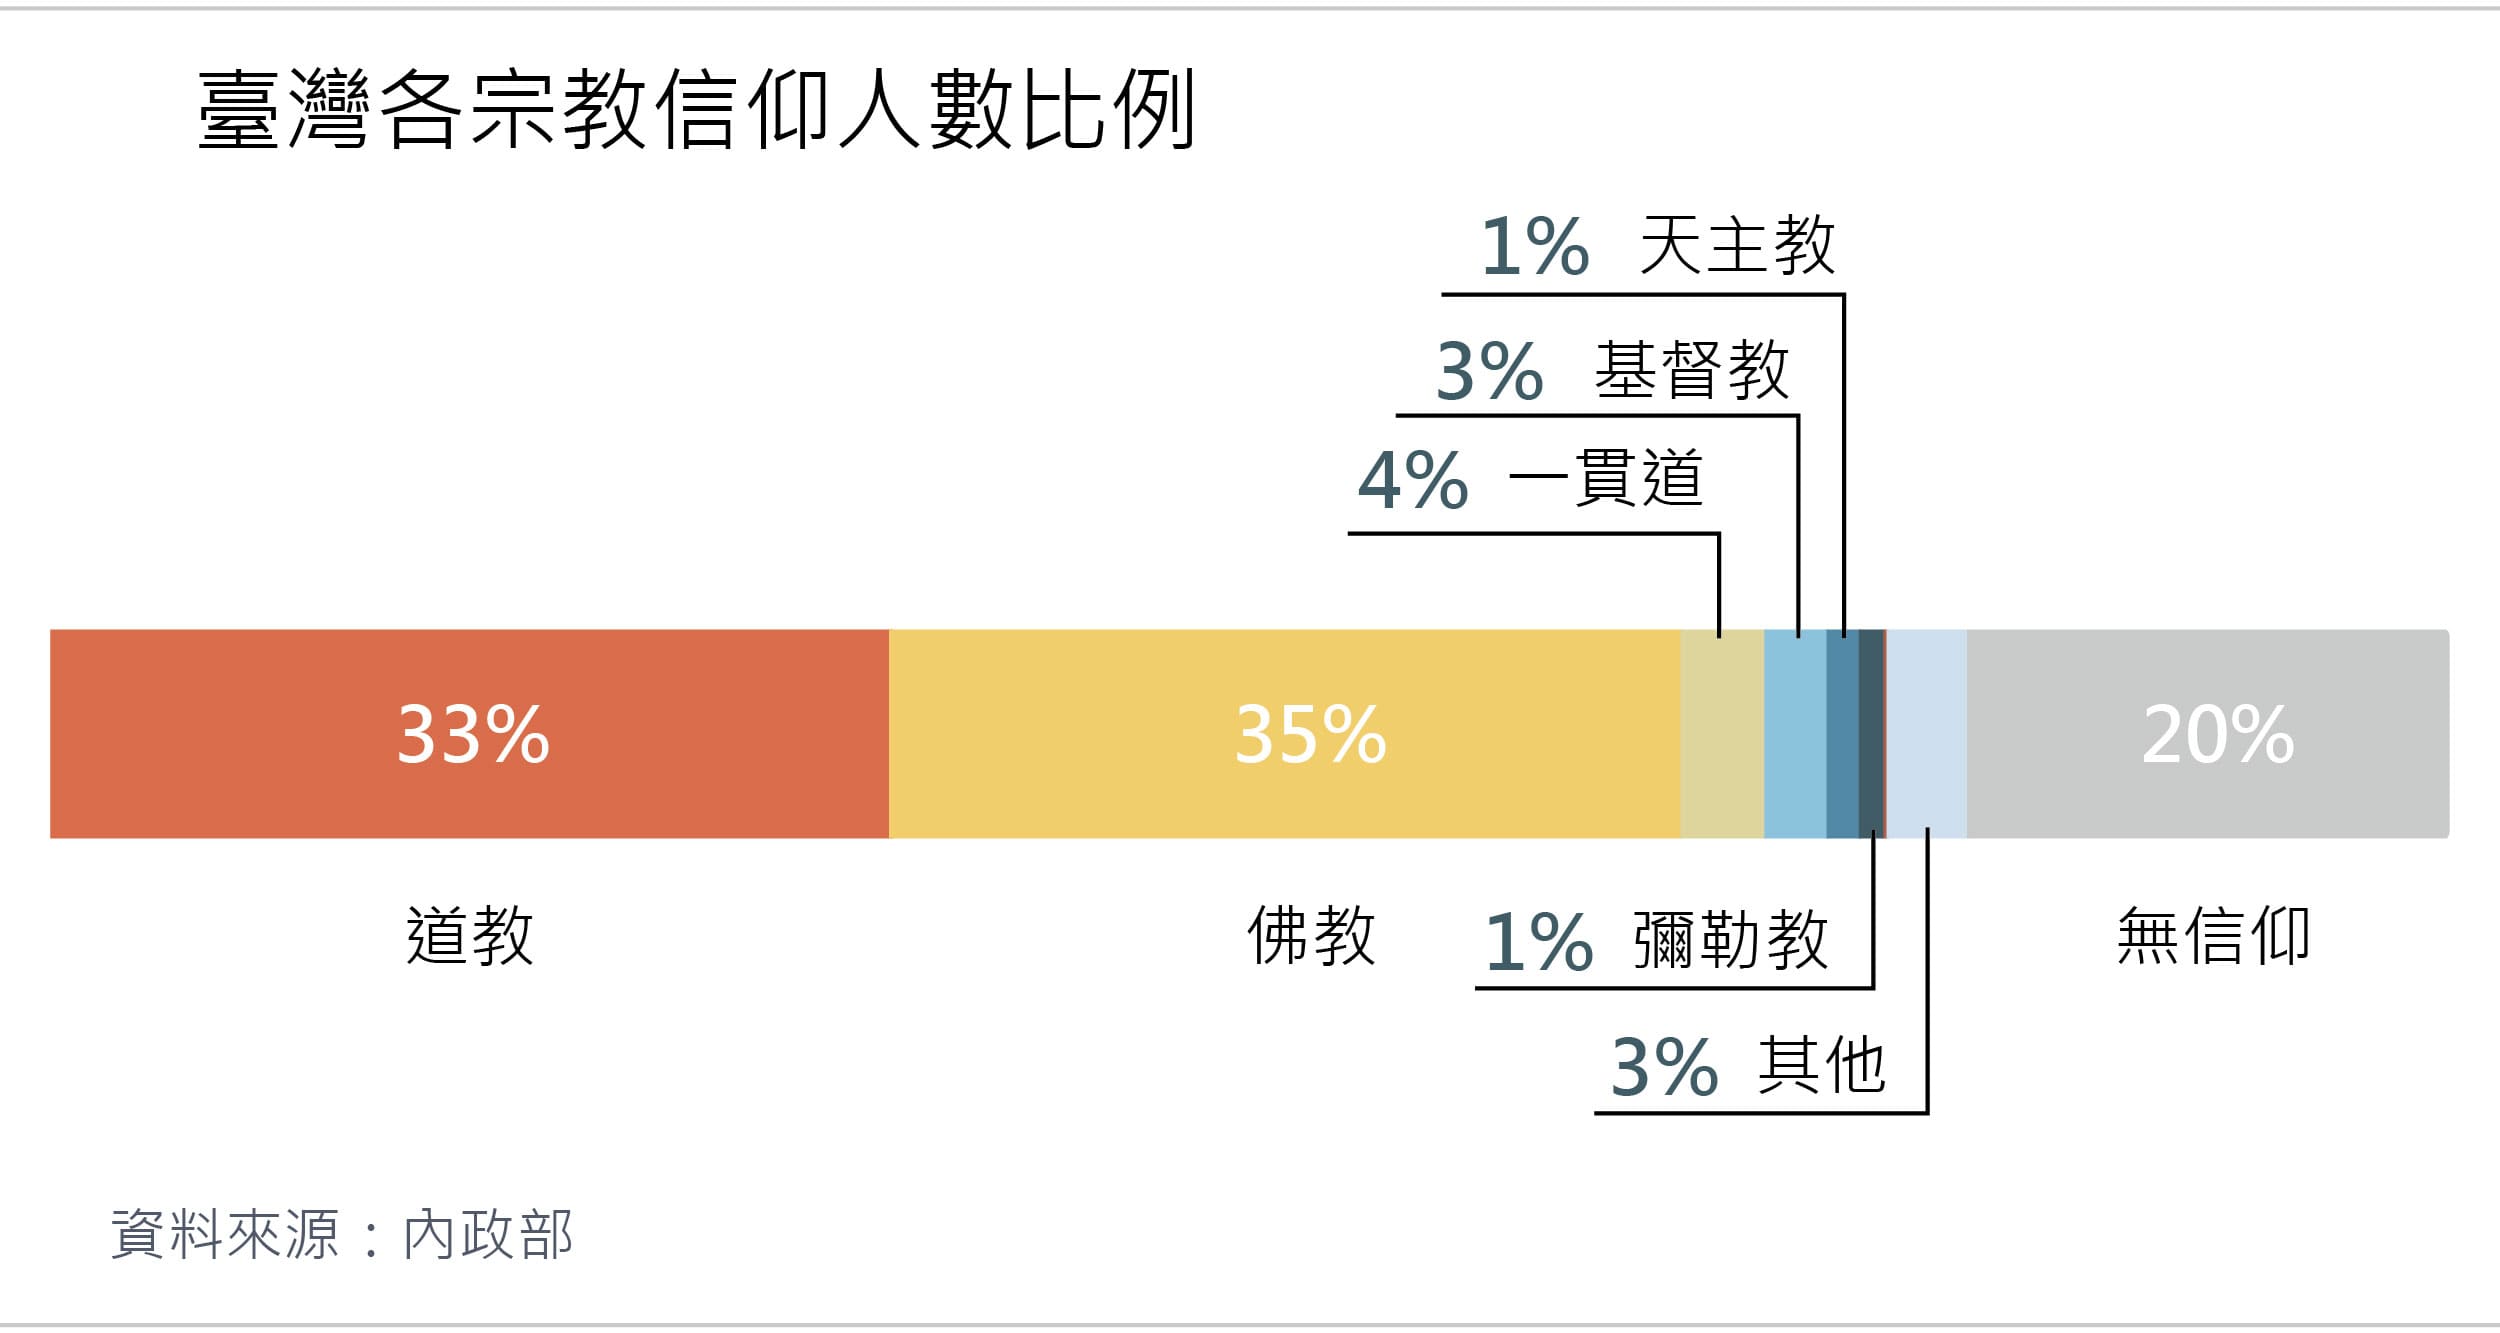 臺灣各宗教信仰人數比例
1% 天主教
3% 基督教
4% 一貫道
33%
35%
20%
道教
佛教
1% 彌勒教
無信仰
3% 其他
資料來源：內政部